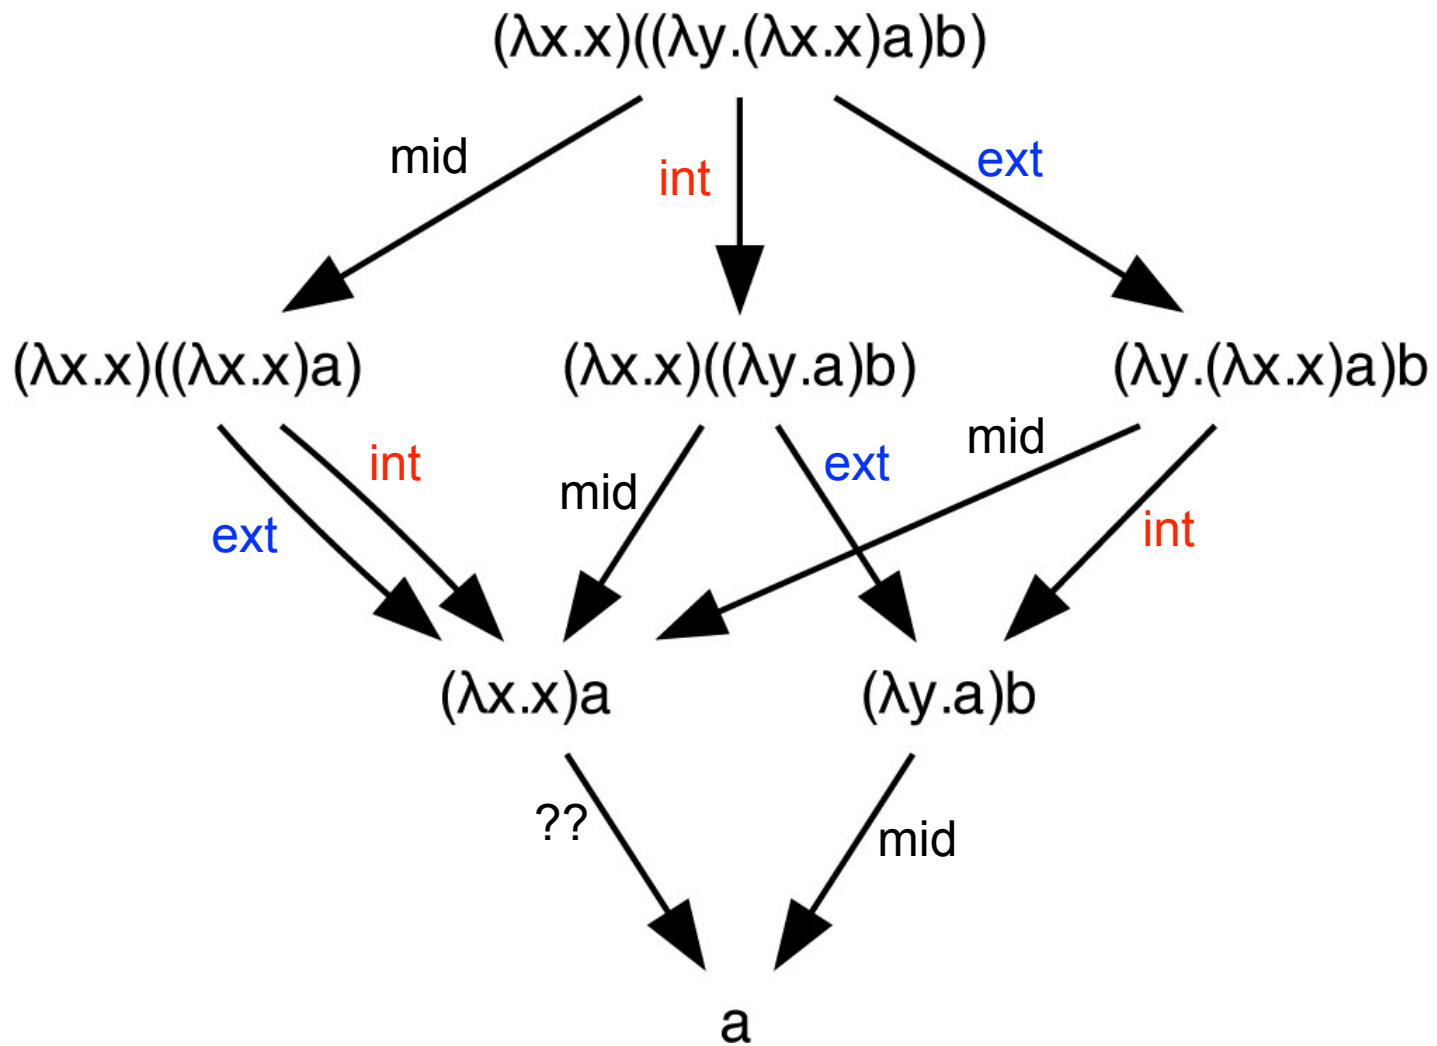 (λx.x)((λy.(λx.x)a)b)
mid
int
ext
(λx.x)((λx.x)a)
(λx.x)((λy.a)b)
(λy.(λx.x)a)b
ext
int
mid
ext
mid
int
(λx.x)a
(λy.a)b
??
mid
a